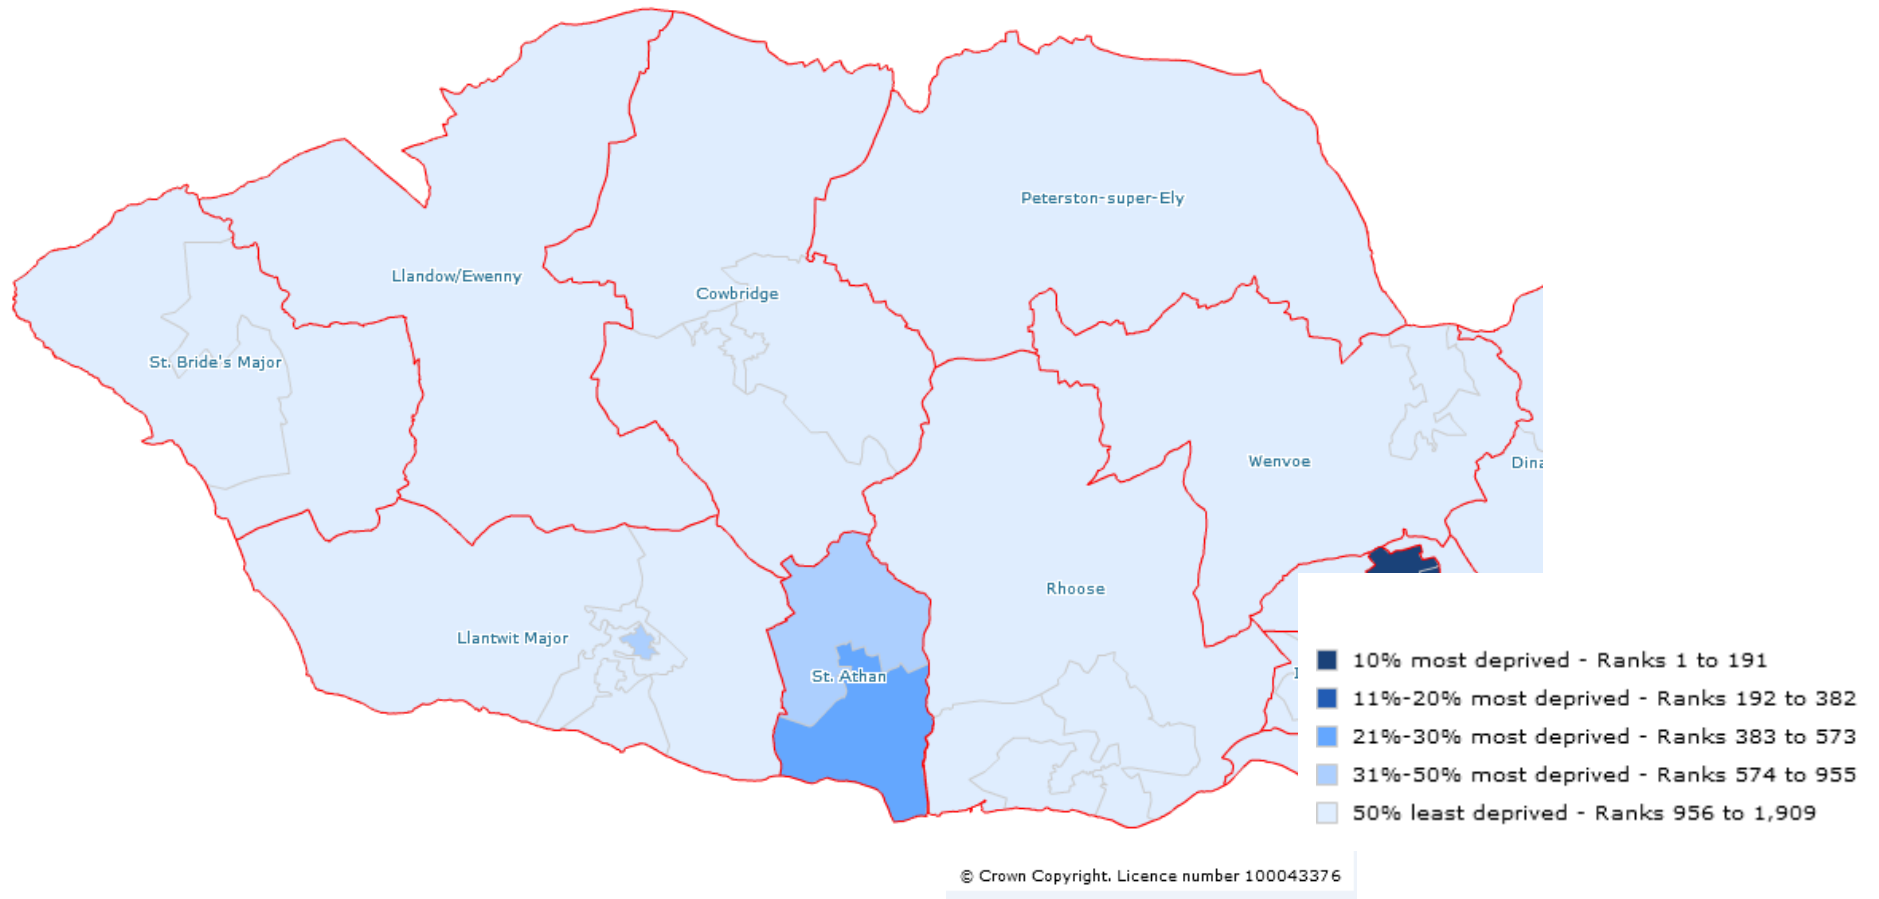 Peterston-super-Ely
Llandow/Ewenny
Cowbridge
St. Bride's Major
Wenvoe
Dina
Rhoose
Llantwit Major
St. Athan
10% most deprived - Ranks 1 to 191
11%-20% most deprived - Ranks 192 to 382
21%-30% most deprived - Ranks 383 to 573
31%-50% most deprived - Ranks 574 to 955
50% least deprived - Ranks 956 to 1,909
© Crown Copyright. Licence number 100043376